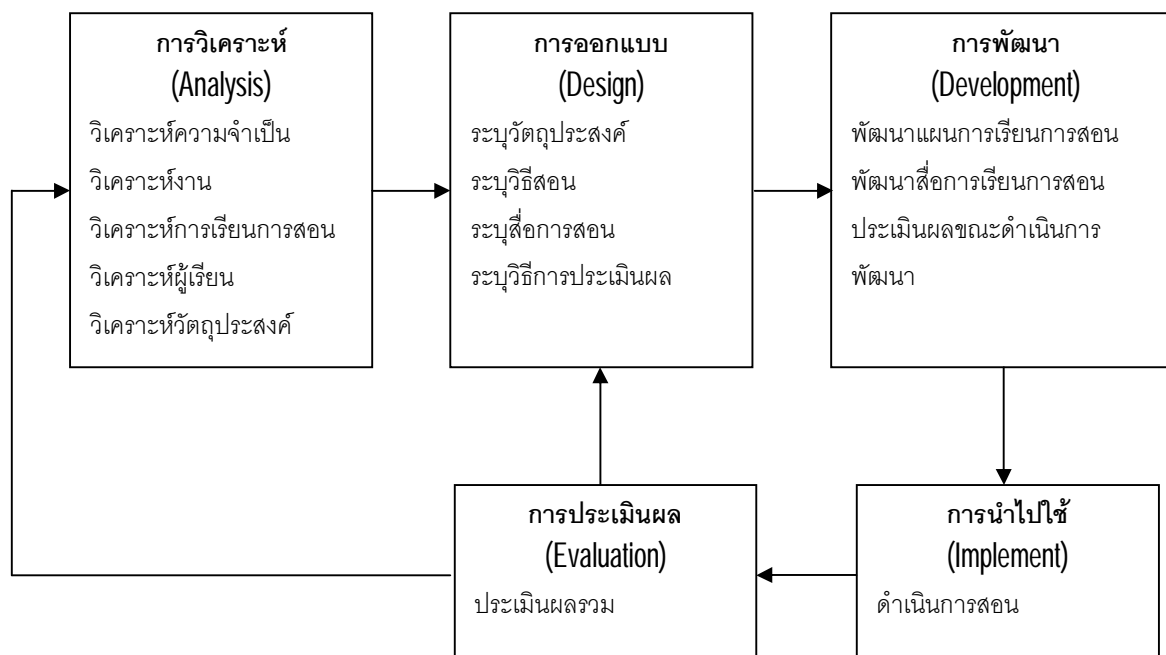 การวิเคราะห์
(Analysis)
วิเคราะห์ความจำเป็น
วิเคราะห์งาน
วิเคราะห์การเรียนการสอน
วิเคราะห์ผู้เรียน
วิเคราะห์วัตถุประสงค์
การออกแบบ
(Design)
ระบุวัตถุประสงค์
ระบุวิธีสอน
ระบุสื่อการสอน
ระบุวิธีการประเมินผล
การพัฒนา
(Development)
พัฒนาแผนการเรียนการสอน
พัฒนาสื่อการเรียนการสอน
ประเมินผลขณะดำเนินการ
พัฒนา
การประเมินผล
(Evaluation)
ประเมินผลรวม
การนำไปใช้
(Implement)
ดำเนินการสอน